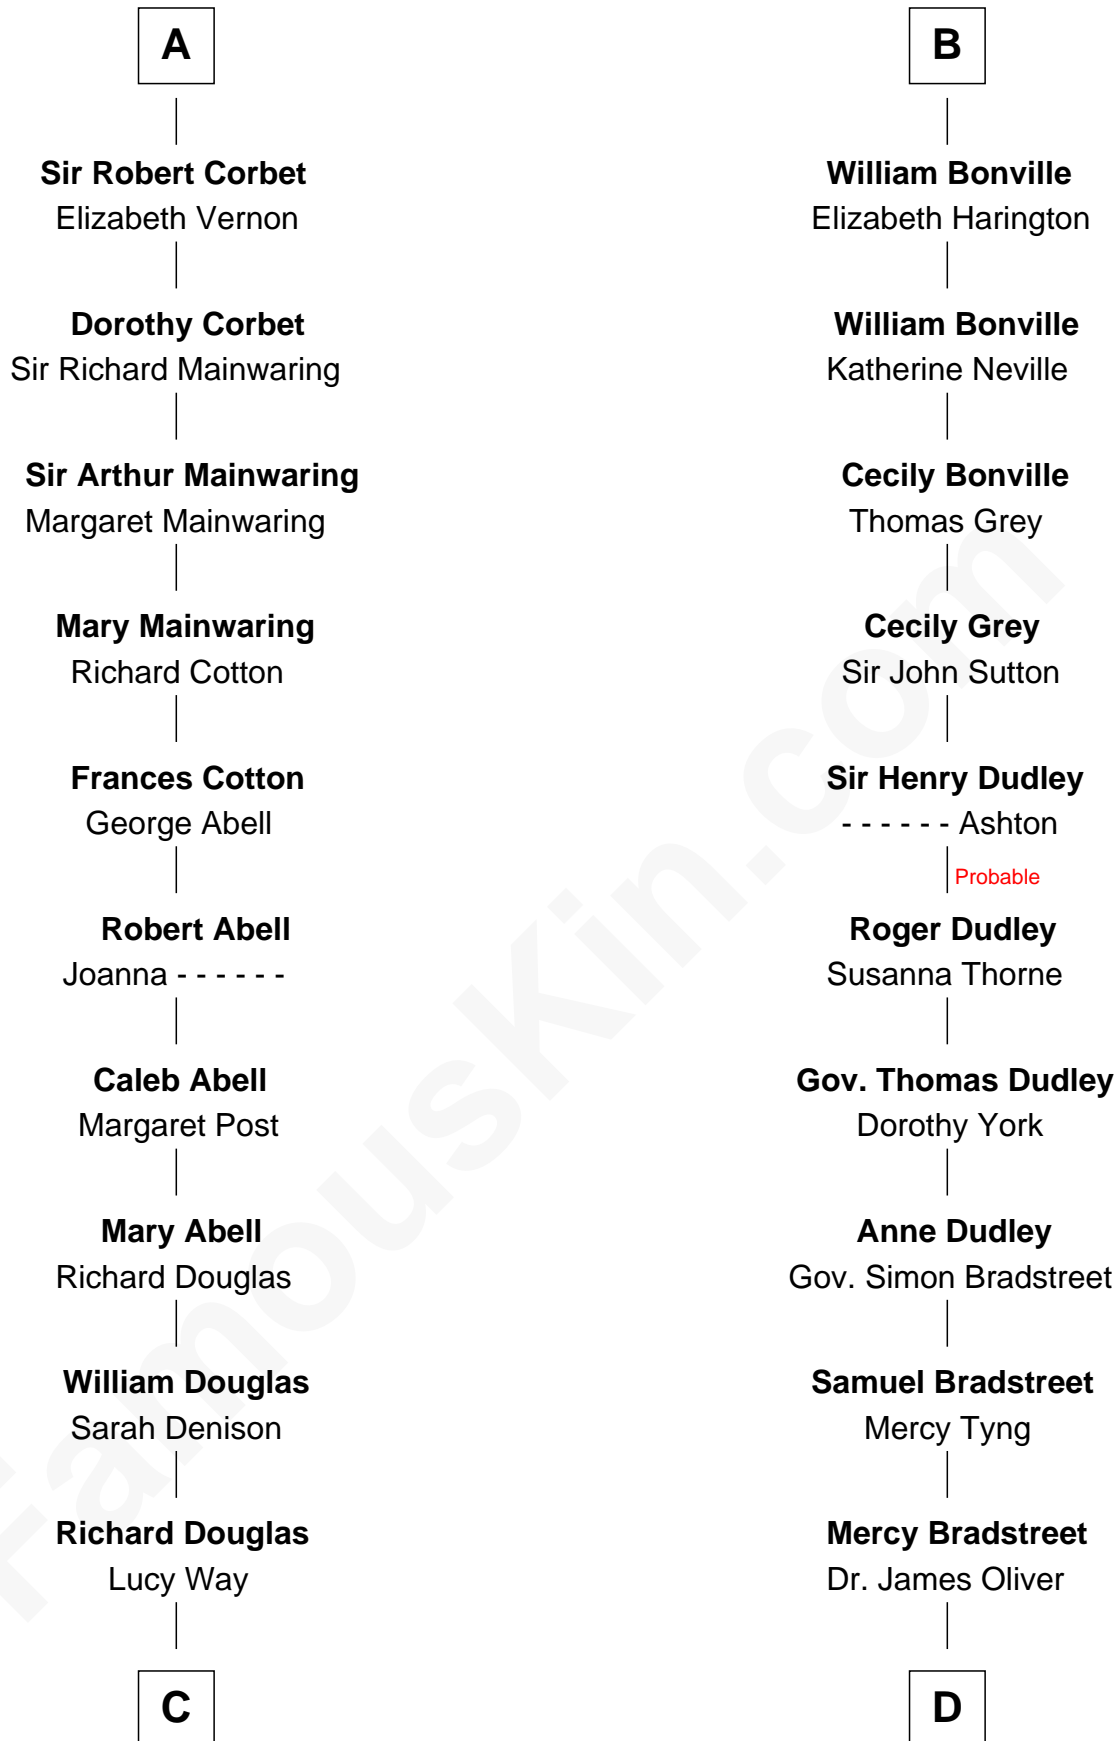 A
Sir Robert Corbet
Elizabeth Vernon
Dorothy Corbet
Sir Richard Mainwaring
Sir Arthur Mainwaring
Margaret Mainwaring
Mary Mainwaring
Richard Cotton
Frances Cotton
George Abell
Robert Abell
Joanna - - - - - -
Caleb Abell
Margaret Post
Mary Abell
Richard Douglas
William Douglas
Sarah Denison
Richard Douglas
Lucy Way
C
B
William Bonville
Elizabeth Harington
William Bonville
Katherine Neville
Cecily Bonville
Thomas Grey
Cecily Grey
Sir John Sutton
Sir Henry Dudley
- - - - - - Ashton
Probable
Roger Dudley
Susanna Thorne
Gov. Thomas Dudley
Dorothy York
Anne Dudley
Gov. Simon Bradstreet
Samuel Bradstreet
Mercy Tyng
Mercy Bradstreet
Dr. James Oliver
D
FamousKin.com